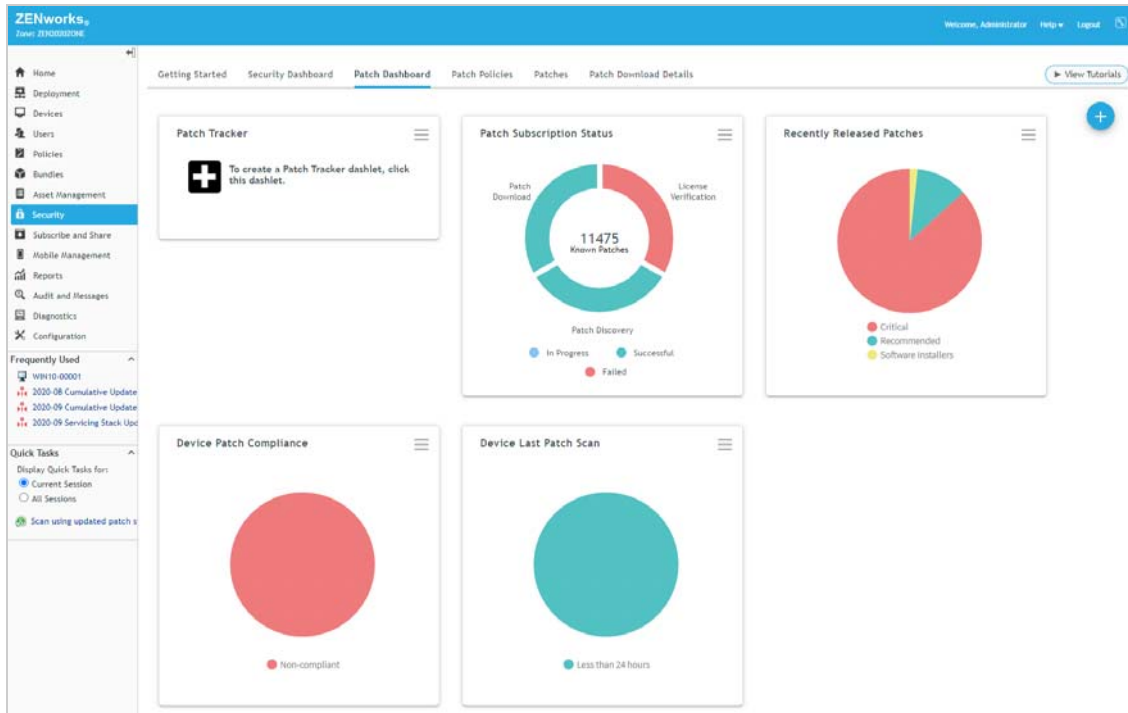 ZENworks®
Zone: ZEN2020ZONE
Welcome, Administrator
Help
Logout
Home
Deployment
Devices
Users
Policies
Bundles
Asset Management
Security
Subscribe and Share
Mobile Management
Reports
Audit and Messages
Diagnostics
Configuration
Frequently Used
WIN10-00001
2020-08 Cumulative Update
2020-09 Cumulative Update
2020-09 Servicing Stack Upd
Quick Tasks
Display Quick Tasks for:
Current Session
All Sessions
Scan using updated patch s
Getting Started
Security Dashboard
Patch Dashboard
Patch Policies
Patches
Patch Download Details
View Tutorials
Patch Tracker
To create a Patch Tracker dashlet, click
this dashlet.
Patch Subscription Status
Patch
Download
License
Verification
11475
Known Patches
Patch Discovery
In Progress
Successful
Failed
Recently Released Patches
Critical
Recommended
Software Installers
Device Patch Compliance
Non-compliant
Device Last Patch Scan
Less than 24 hours